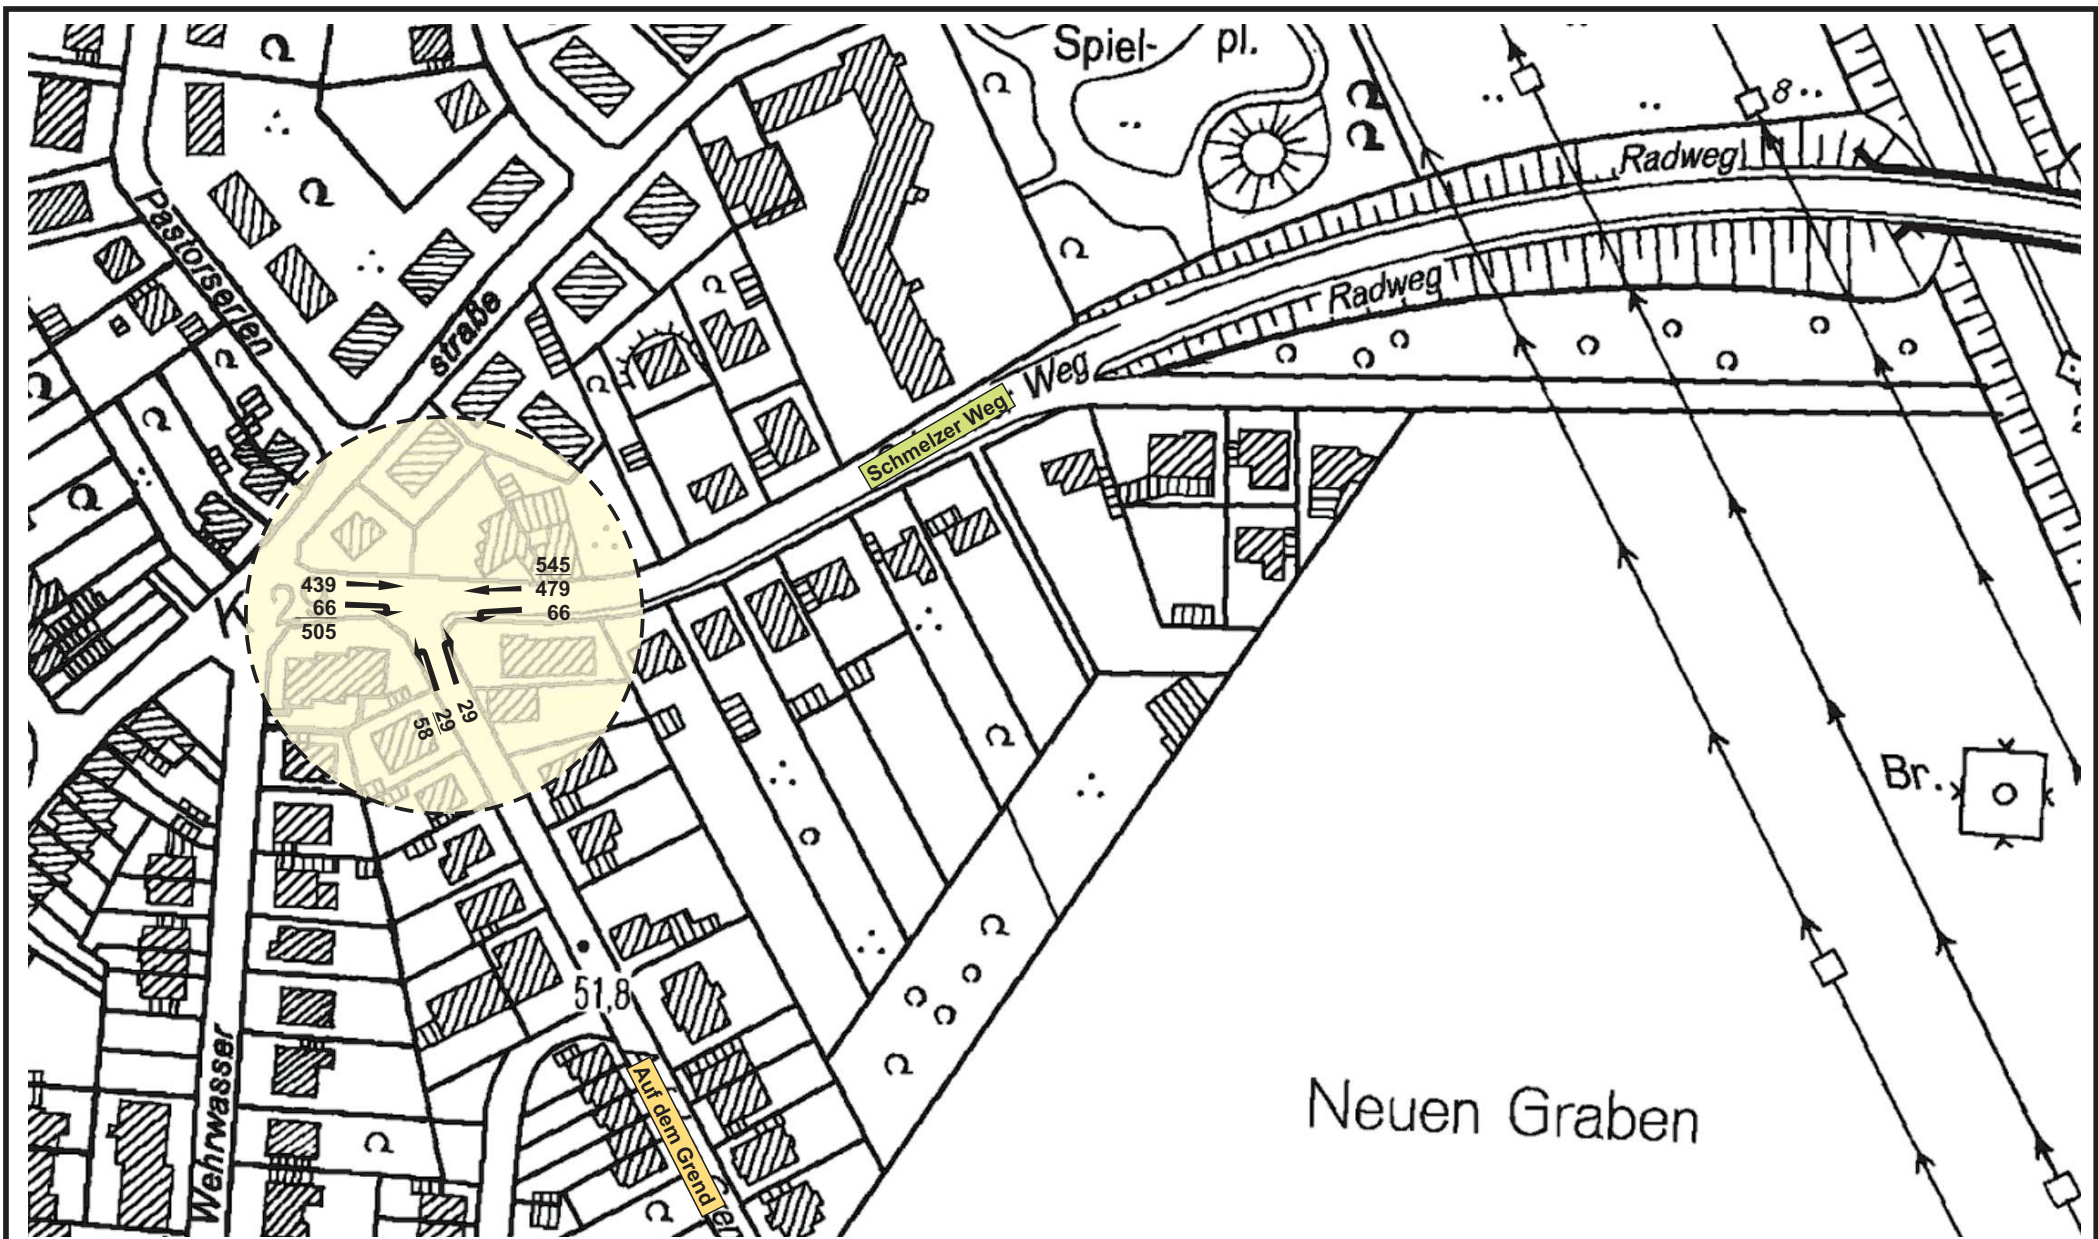 Spiel- pl.
8
Radweg
Pastorserlen
Radweg
straße
Weg
Schmelzer Weg
545
439
479
66
66
505
29
29
58
Br.
51,8
Wehrwasser
Auf dem Grend
Neuen Graben